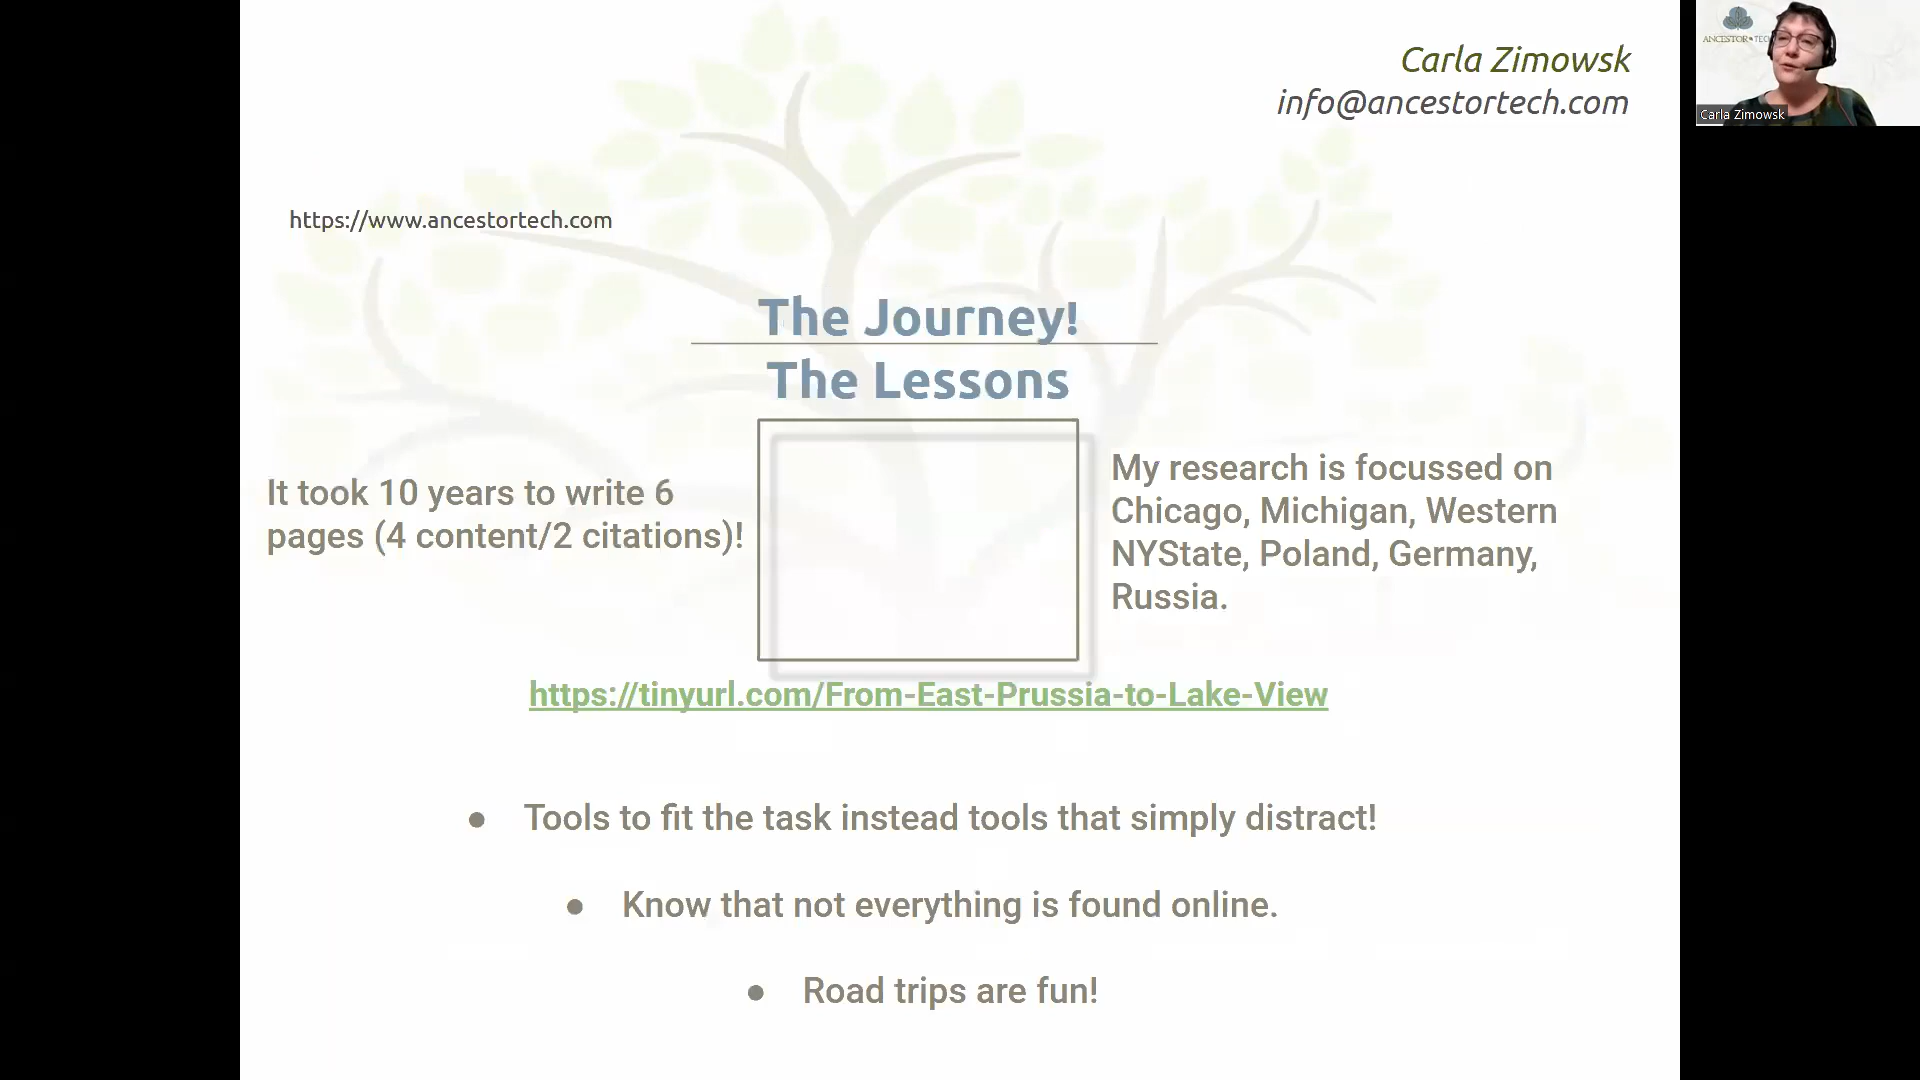 Carla Zimowsk
info@ancestortech.com
ANCESTOR TECH
Carla Zimowsk
https://www.ancestortech.com
The Journey!
The Lessons
It took 10 years to write 6
pages (4 content/2 citations)!
My research is focussed on
Chicago, Michigan, Western
NYState, Poland, Germany,
Russia.
https://tinyurl.com/From-East-Prussia-to-Lake-View
● Tools to fit the task instead tools that simply distract!
● Know that not everything is found online.
● Road trips are fun!